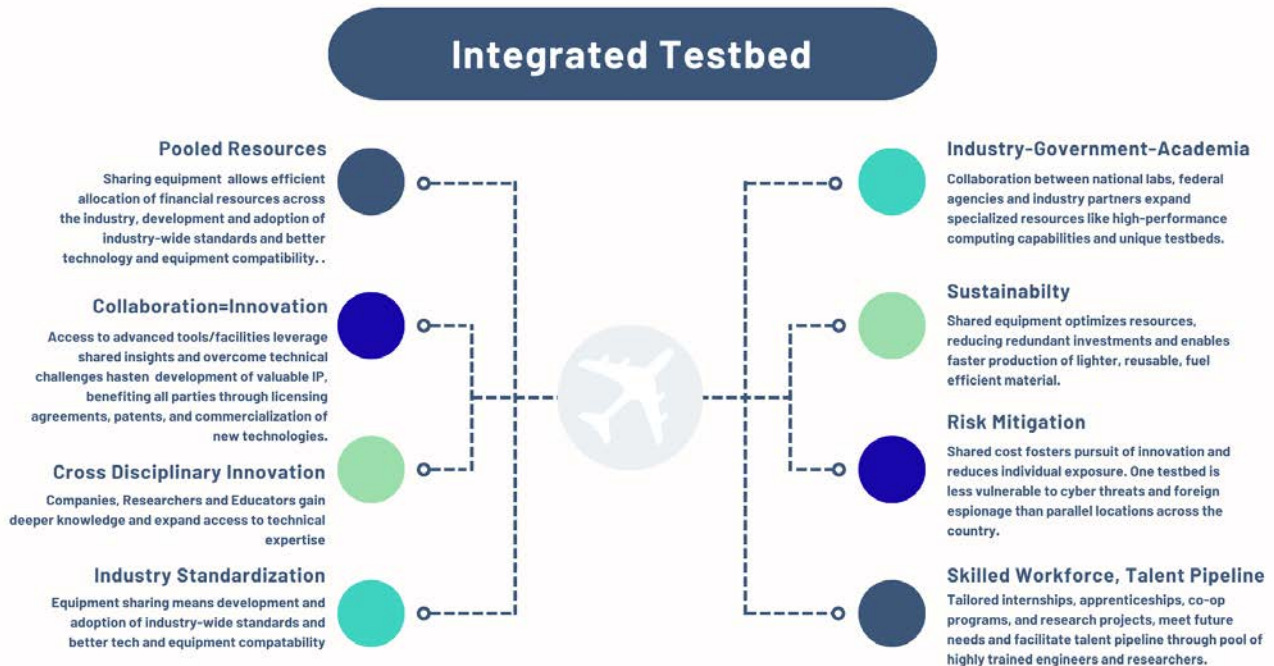 Integrated Testbed
Pooled Resources
Sharing equipment allows efficient
allocation of financial resources across
the industry, development and adoption of
industry-wide standards and better
technology and equipment compatibility. .
Collaboration=Innovation
Access to advanced tools/facilities leverage
shared insights and overcome technical
challenges hasten development of valuable IP,
benefiting all parties through licensing
agreements, patents, and commercialization of
new technologies.
Cross Disciplinary Innovation
Companies, Researchers and Educators gain
deeper knowledge and expand access to technical
expertise
Industry Standardization
Equipment sharing means development and
adoption of industry-wide standards and
better tech and equipment compatability
Industry-Government-Academia
Collaboration between national labs, federal
agencies and industry partners expand
specialized resources like high-performance
computing capabilities and unique testbeds.
Sustainabilty
Shared equipment optimizes resources,
reducing redundant investments and enables
faster production of lighter, reusable, fuel
efficient material.
Risk Mitigation
Shared cost fosters pursuit of innovation and
reduces individual exposure. One testbed is
less vulnerable to cyber threats and foreign
espionage than parallel locations across the
country.
Skilled Workforce, Talent Pipeline
Tailored internships, apprenticeships, co-op
programs, and research projects, meet future
needs and facilitate talent pipeline through pool of
highly trained engineers and researchers.